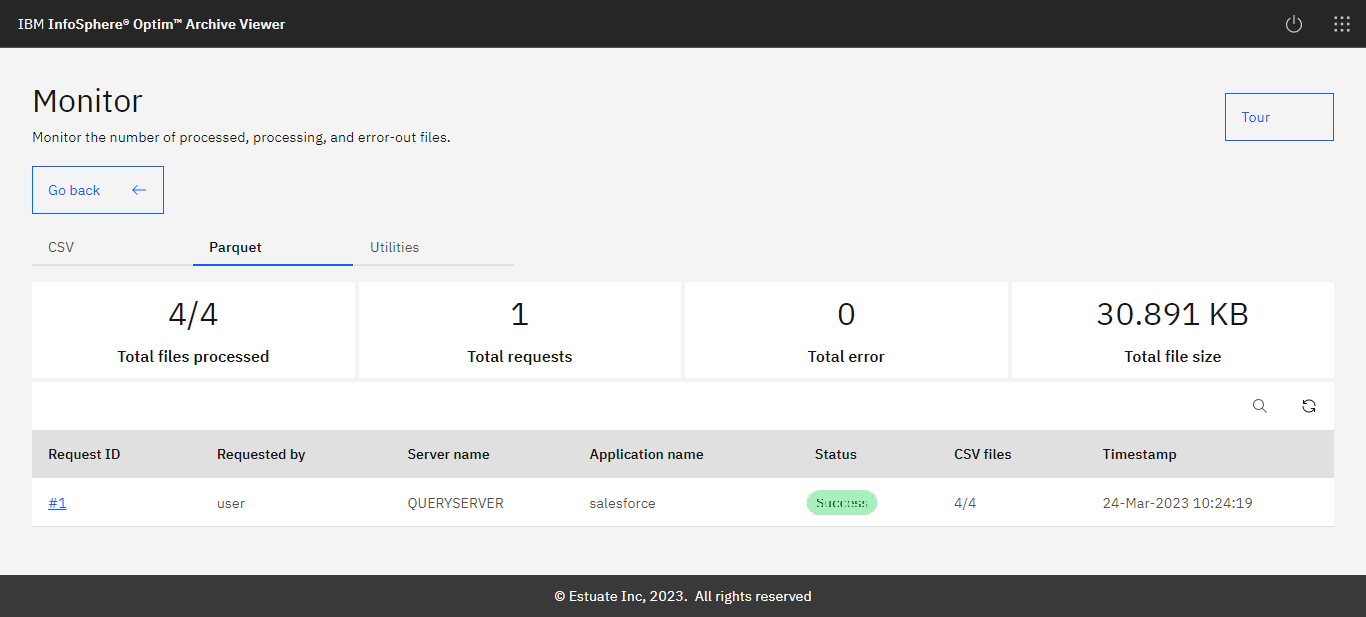 IBM InfoSphere® Optim™ Archive Viewer
Monitor
Monitor the number of processed, processing, and error-out files.
Tour
Go back
CSV Parquet Utilities
4/4 1 0 30.891 KB
Total files processed Total requests Total error Total file size
Request ID Requested by Server name Application name Status CSV files Timestamp
#1 user QUERYSERVER salesforce Success 4/4 24-Mar-2023 10:24:19
© Estuate Inc, 2023. All rights reserved